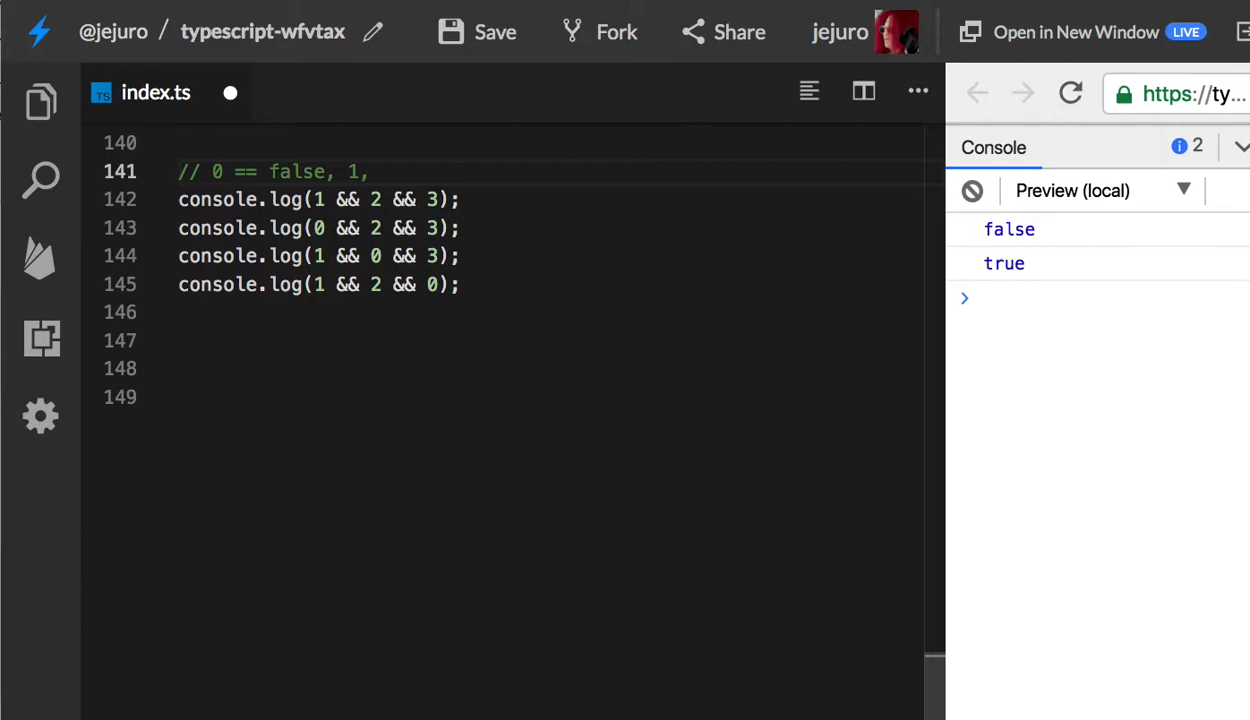 @jejuro / typescript-wfvtax
Save
Fork
Share
jejuro
Open in New Window LIVE
TS index.ts
https://ty...
Console
2
Preview (local)
140
141 // 0 == false, 1,
142 console.log(1 && 2 && 3);
143 console.log(0 && 2 && 3);
144 console.log(1 && 0 && 3);
145 console.log(1 && 2 && 0);
146
147
148
149
false
true